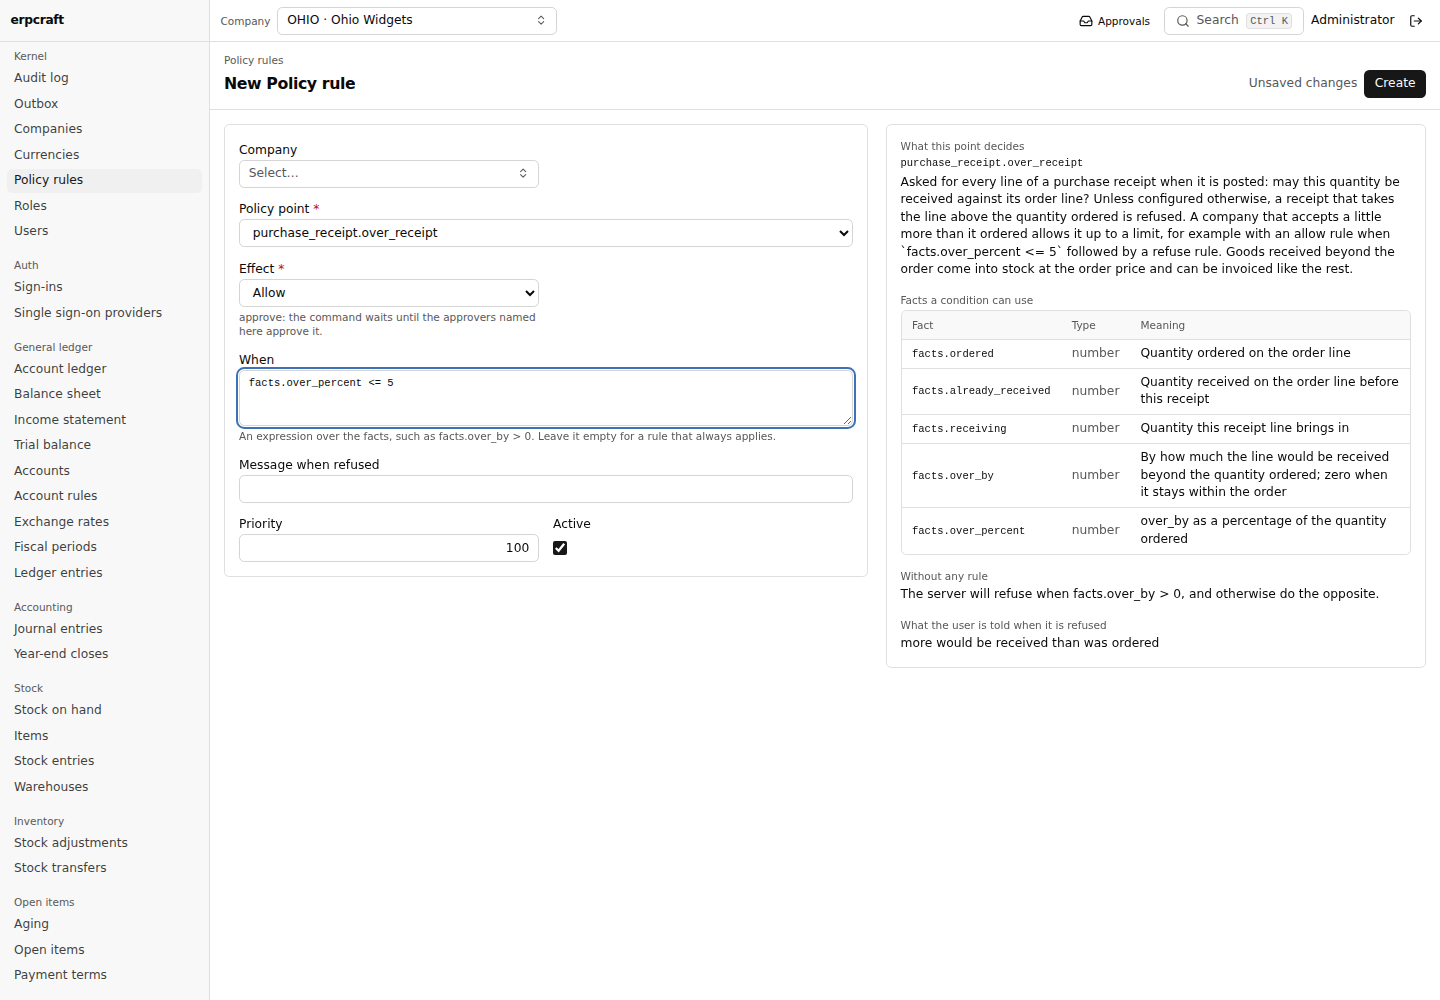 erpcraft
Company
OHIO · Ohio Widgets
Approvals
Search
Ctrl K
Administrator
Kernel
Audit log
Outbox
Companies
Currencies
Policy rules
Roles
Users
Auth
Sign-ins
Single sign-on providers
General ledger
Account ledger
Balance sheet
Income statement
Trial balance
Accounts
Account rules
Exchange rates
Fiscal periods
Ledger entries
Accounting
Journal entries
Year-end closes
Stock
Stock on hand
Items
Stock entries
Warehouses
Inventory
Stock adjustments
Stock transfers
Open items
Aging
Open items
Payment terms
Policy rules
New Policy rule
Unsaved changes
Create
Company
Select...
Policy point *
purchase_receipt.over_receipt
Effect *
Allow
approve: the command waits until the approvers named
here approve it.
When
facts.over_percent <= 5
An expression over the facts, such as facts.over_by > 0. Leave it empty for a rule that always applies.
Message when refused
Priority
Active
100
What this point decides
purchase_receipt.over_receipt
Asked for every line of a purchase receipt when it is posted: may this quantity be
received against its order line? Unless configured otherwise, a receipt that takes
the line above the quantity ordered is refused. A company that accepts a little
more than it ordered allows it up to a limit, for example with an allow rule when
`facts.over_percent <= 5` followed by a refuse rule. Goods received beyond the
order come into stock at the order price and can be invoiced like the rest.
Facts a condition can use
Fact Type Meaning
facts.ordered number Quantity ordered on the order line
facts.already_received number Quantity received on the order line before
this receipt
facts.receiving number Quantity this receipt line brings in
facts.over_by number By how much the line would be received
beyond the quantity ordered; zero when
it stays within the order
facts.over_percent number over_by as a percentage of the quantity
ordered
Without any rule
The server will refuse when facts.over_by > 0, and otherwise do the opposite.
What the user is told when it is refused
more would be received than was ordered